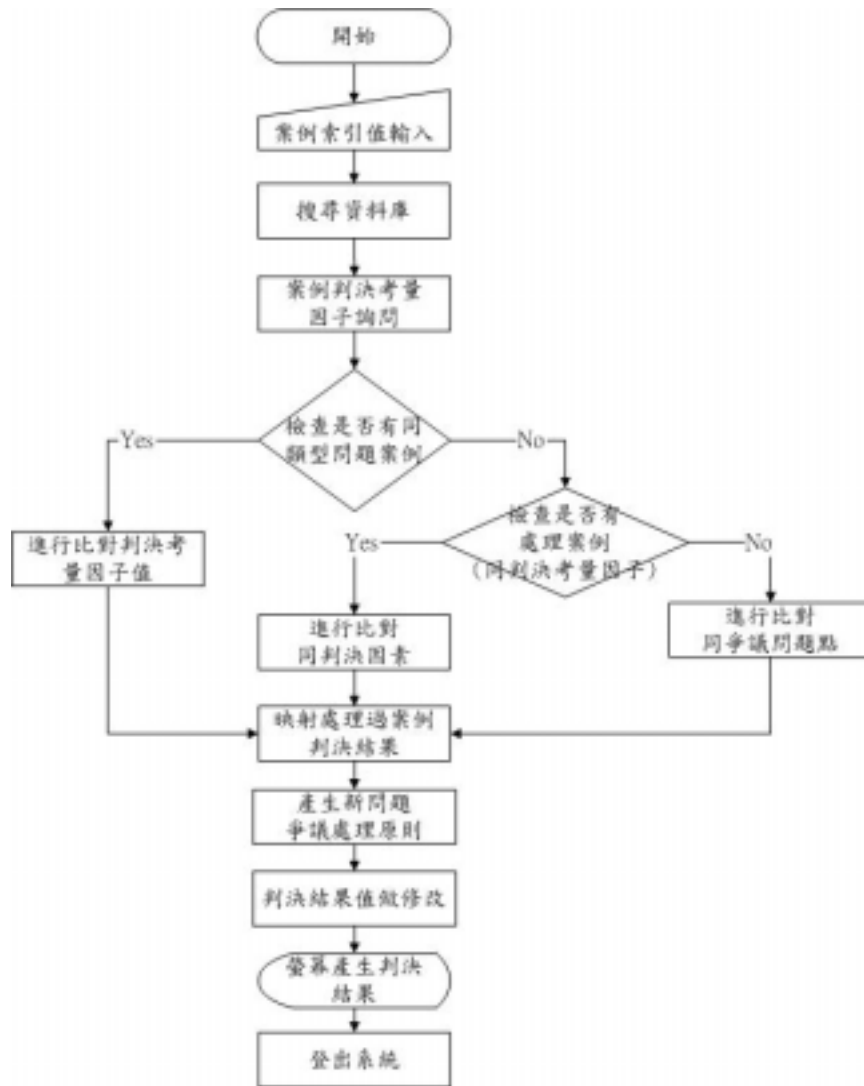 開始
案例索引值輸入
搜尋資料庫
案例判決考量
因子詢問
檢查是否有同
類型問題案例
Yes
No
進行比對判決考
量因子值
檢查是否有
處理案例
(同判決考量因子)
Yes
No
進行比對
同判決因素
進行比對
同爭議問題點
映射處理過案例
判決結果
產生新問題
爭議處理原則
判決結果值做修改
螢幕產生判決
結果
登出系統